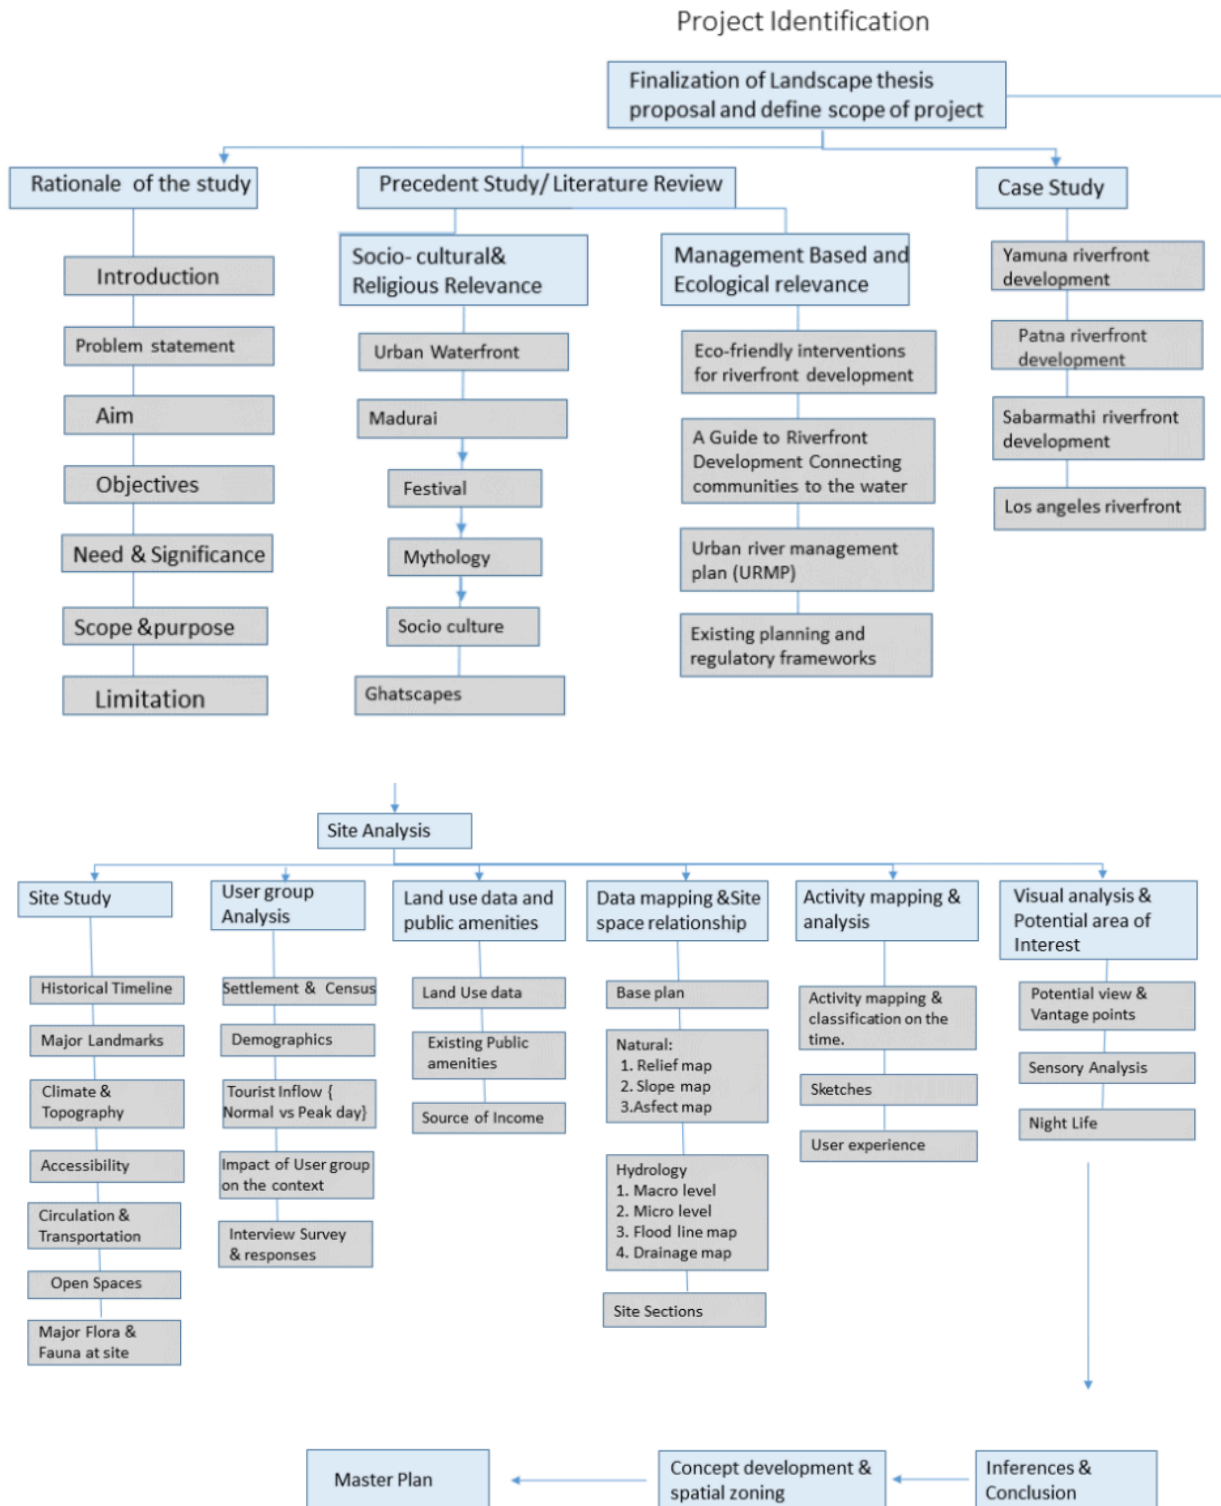 Project Identification
Finalization of Landscape thesis
proposal and define scope of project
Rationale of the study
Precedent Study/ Literature Review
Case Study
Introduction
Problem statement
Aim
Objectives
Need & Significance
Scope &purpose
Limitation
Socio- cultural&
Religious Relevance
Urban Waterfront
Madurai
Festival
Mythology
Socio culture
Ghatscapes
Management Based and
Ecological relevance
Eco-friendly interventions
for riverfront development
A Guide to Riverfront
Development Connecting
communities to the water
Urban river management
plan (URMP)
Existing planning and
regulatory frameworks
Yamuna riverfront
development
Patna riverfront
development
Sabarmathi riverfront
development
Los angeles riverfront
Site Analysis
Site Study
Historical Timeline
Major Landmarks
Climate &
Topography
Accessibility
Circulation &
Transportation
Open Spaces
Major Flora &
Fauna at site
User group
Analysis
Settlement & Census
Demographics
Tourist Inflow {
Normal vs Peak day}
Impact of User group
on the context
Interview Survey
& responses
Land use data and
public amenities
Land Use data
Existing Public
amenities
Source of Income
Data mapping &Site
space relationship
Base plan
Natural:
1. Relief map
2. Slope map
3.Asfect map
Hydrology
1. Macro level
2. Micro level
3. Flood line map
4. Drainage map
Site Sections
Activity mapping &
analysis
Activity mapping &
classification on the
time.
Sketches
User experience
Visual analysis &
Potential area of
Interest
Potential view &
Vantage points
Sensory Analysis
Night Life
Inferences &
Conclusion
Concept development &
spatial zoning
Master Plan